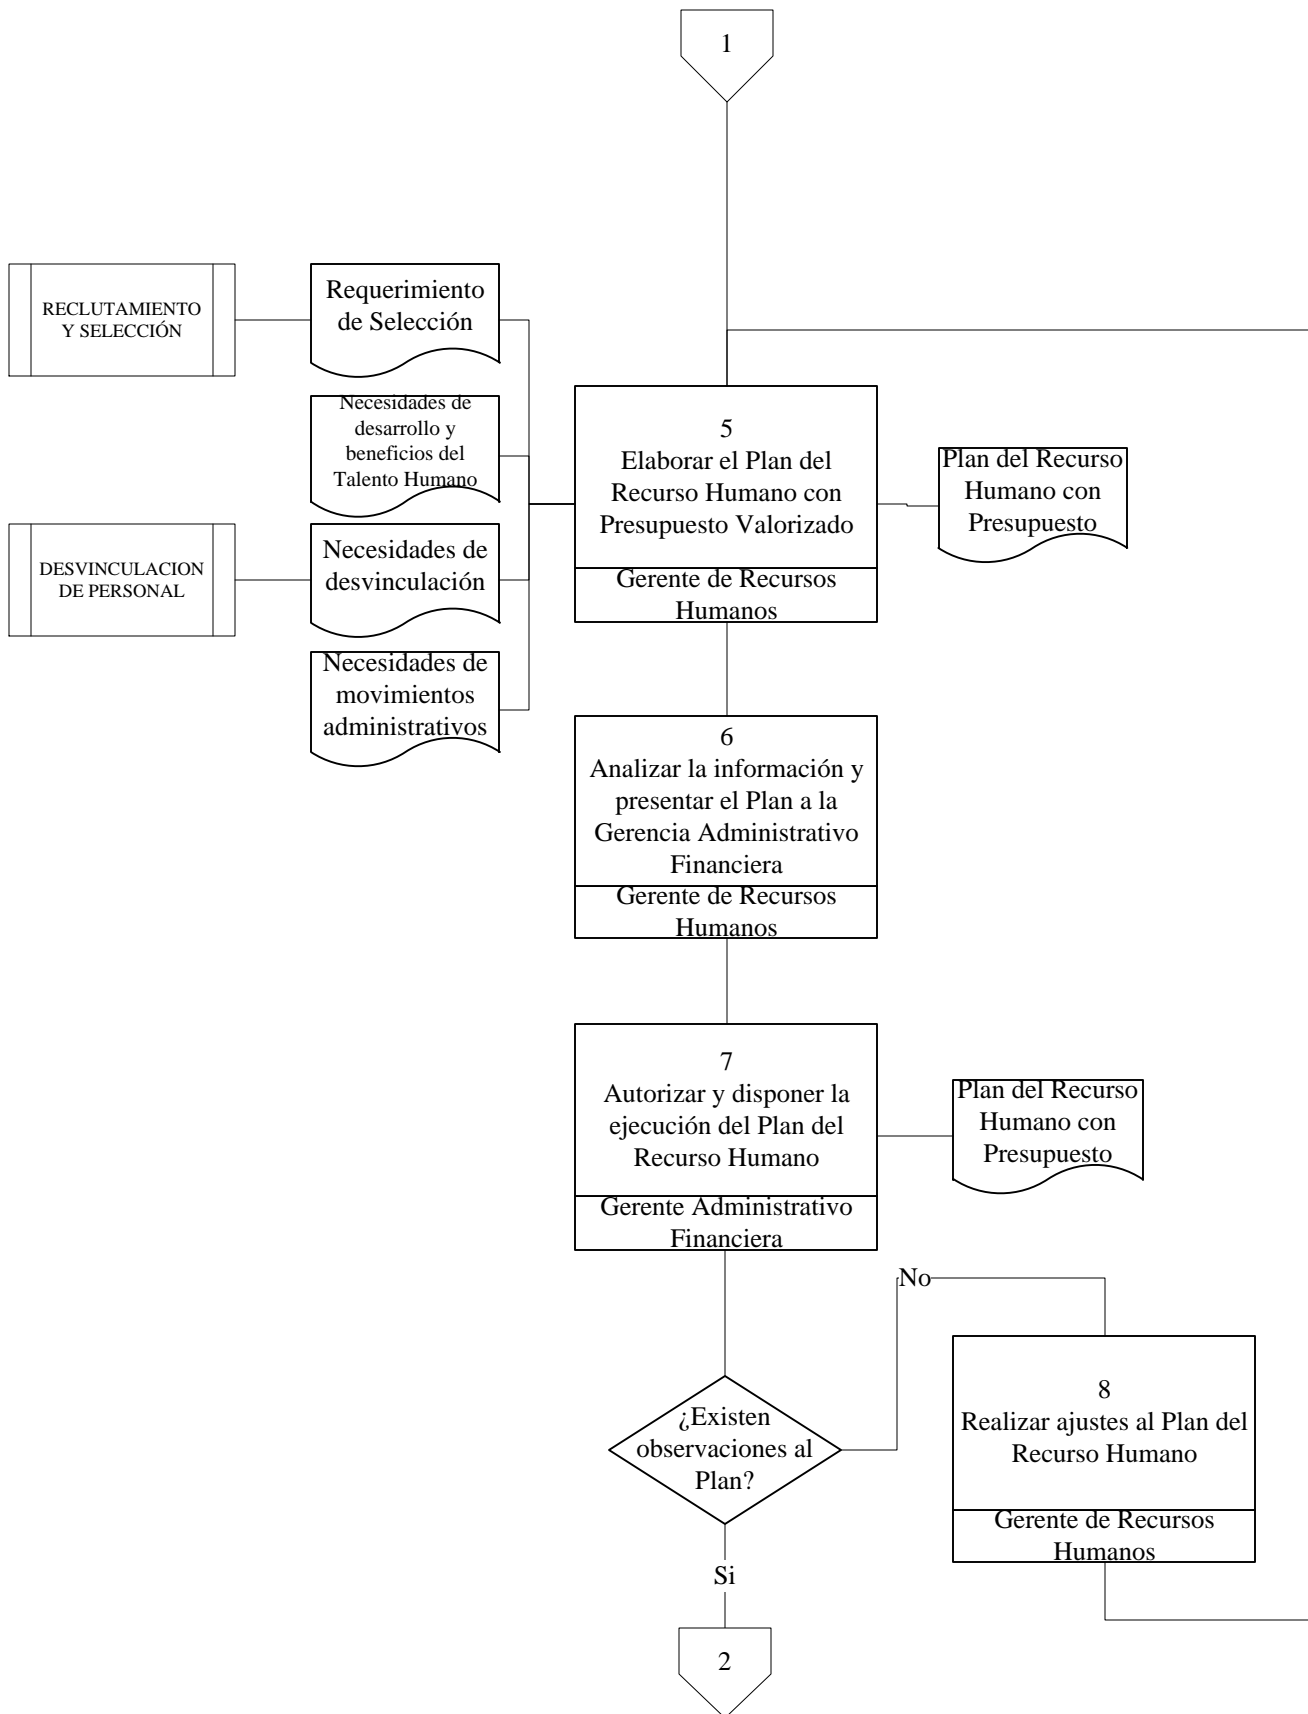 1
RECLUTAMIENTO
Y SELECCIÓN
Requerimiento
de Selección
Necesidades de
desarrollo y
beneficios del
Talento Humano
DESVINCULACION
DE PERSONAL
Necesidades de
desvinculación
Necesidades de
movimientos
administrativos
5
Elaborar el Plan del
Recurso Humano con
Presupuesto Valorizado
Gerente de Recursos
Humanos
Plan del Recurso
Humano con
Presupuesto
6
Analizar la información y
presentar el Plan a la
Gerencia Administrativo
Financiera
Gerente de Recursos
Humanos
7
Autorizar y disponer la
ejecución del Plan del
Recurso Humano
Gerente Administrativo
Financiera
Plan del Recurso
Humano con
Presupuesto
No
¿Existen
observaciones al
Plan?
8
Realizar ajustes al Plan del
Recurso Humano
Gerente de Recursos
Humanos
Si
2